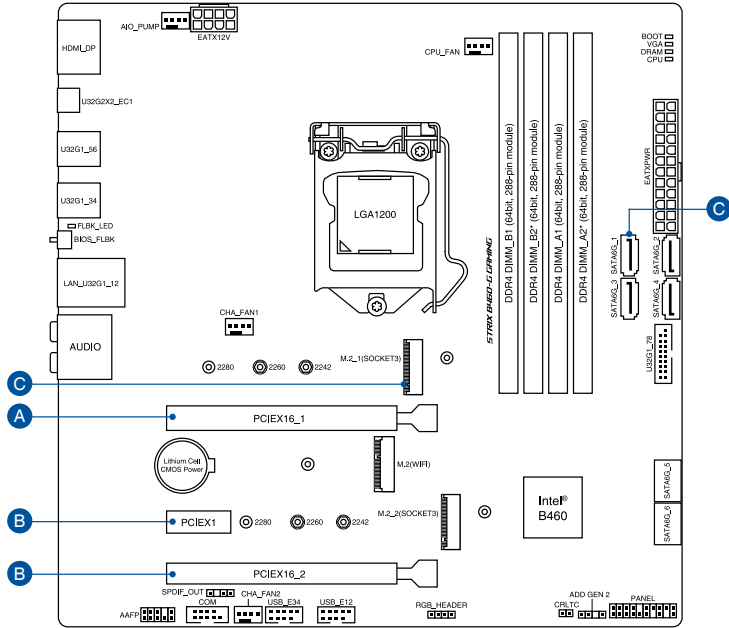 AIO_PUMP
EATX12V
BOOT
VGA
DRAM
CPU
HDMI_DP
CPU_FAN
U32G2X2_EC1
U32G1_56
U32G1_34
FLBK_LED
BIOS_FLBK
LAN_U32G1_12
AUDIO
LGA1200
STRIX B460-G GAMING
DDR4 DIMM_B1 (64bit, 288-pin module)
DDR4 DIMM_B2* (64bit, 288-pin module)
DDR4 DIMM_A1 (64bit, 288-pin module)
DDR4 DIMM_A2* (64bit, 288-pin module)
EATXPWR
C
SATA6G_1
SATA6G_2
SATA6G_3
SATA6G_4
U32G1_78
CHA_FAN1
2280
2260
2242
M.2_1(SOCKET3)
C
A
PCIEX16_1
Lithium Cell
CMOS Power
M.2(WIFI)
B
PCIEX1
2280
2260
2242
M.2_2(SOCKET3)
Intel®
B460
SATA6G_5
SATA6G_6
B
PCIEX16_2
SPDIF_OUT
AAFP
COM
CHA_FAN2
USB_E34
USB_E12
RGB_HEADER
CRLTC
ADD GEN 2
PANEL